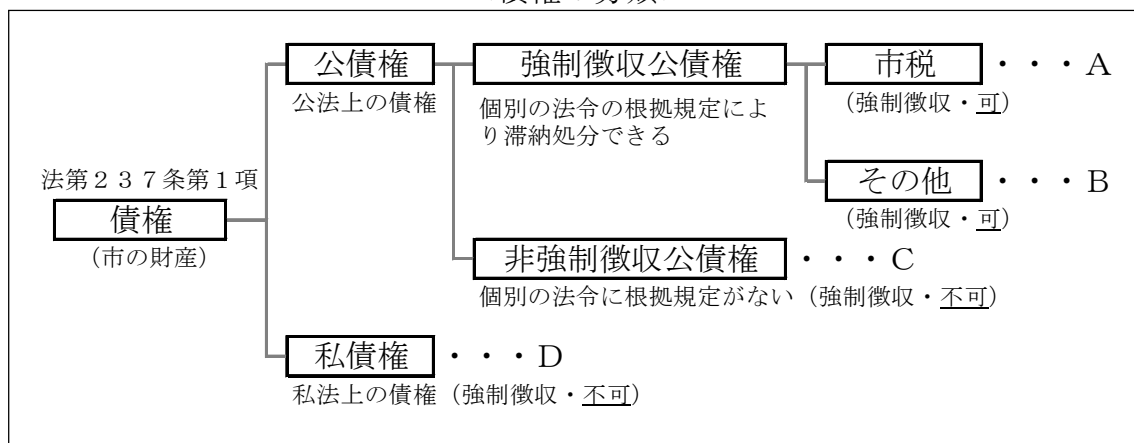 公債権
公法上の債権
強制徴収公債権
個別の法令の根拠規定によ
り滞納処分できる
市税 ・・・A
（強制徴収・可）
その他 ・・・B
（強制徴収・可）
法第２３７条第１項
債権
（市の財産）
非強制徴収公債権 ・・・C
個別の法令に根拠規定がない（強制徴収・不可）
私債権 ・・・D
私法上の債権（強制徴収・不可）